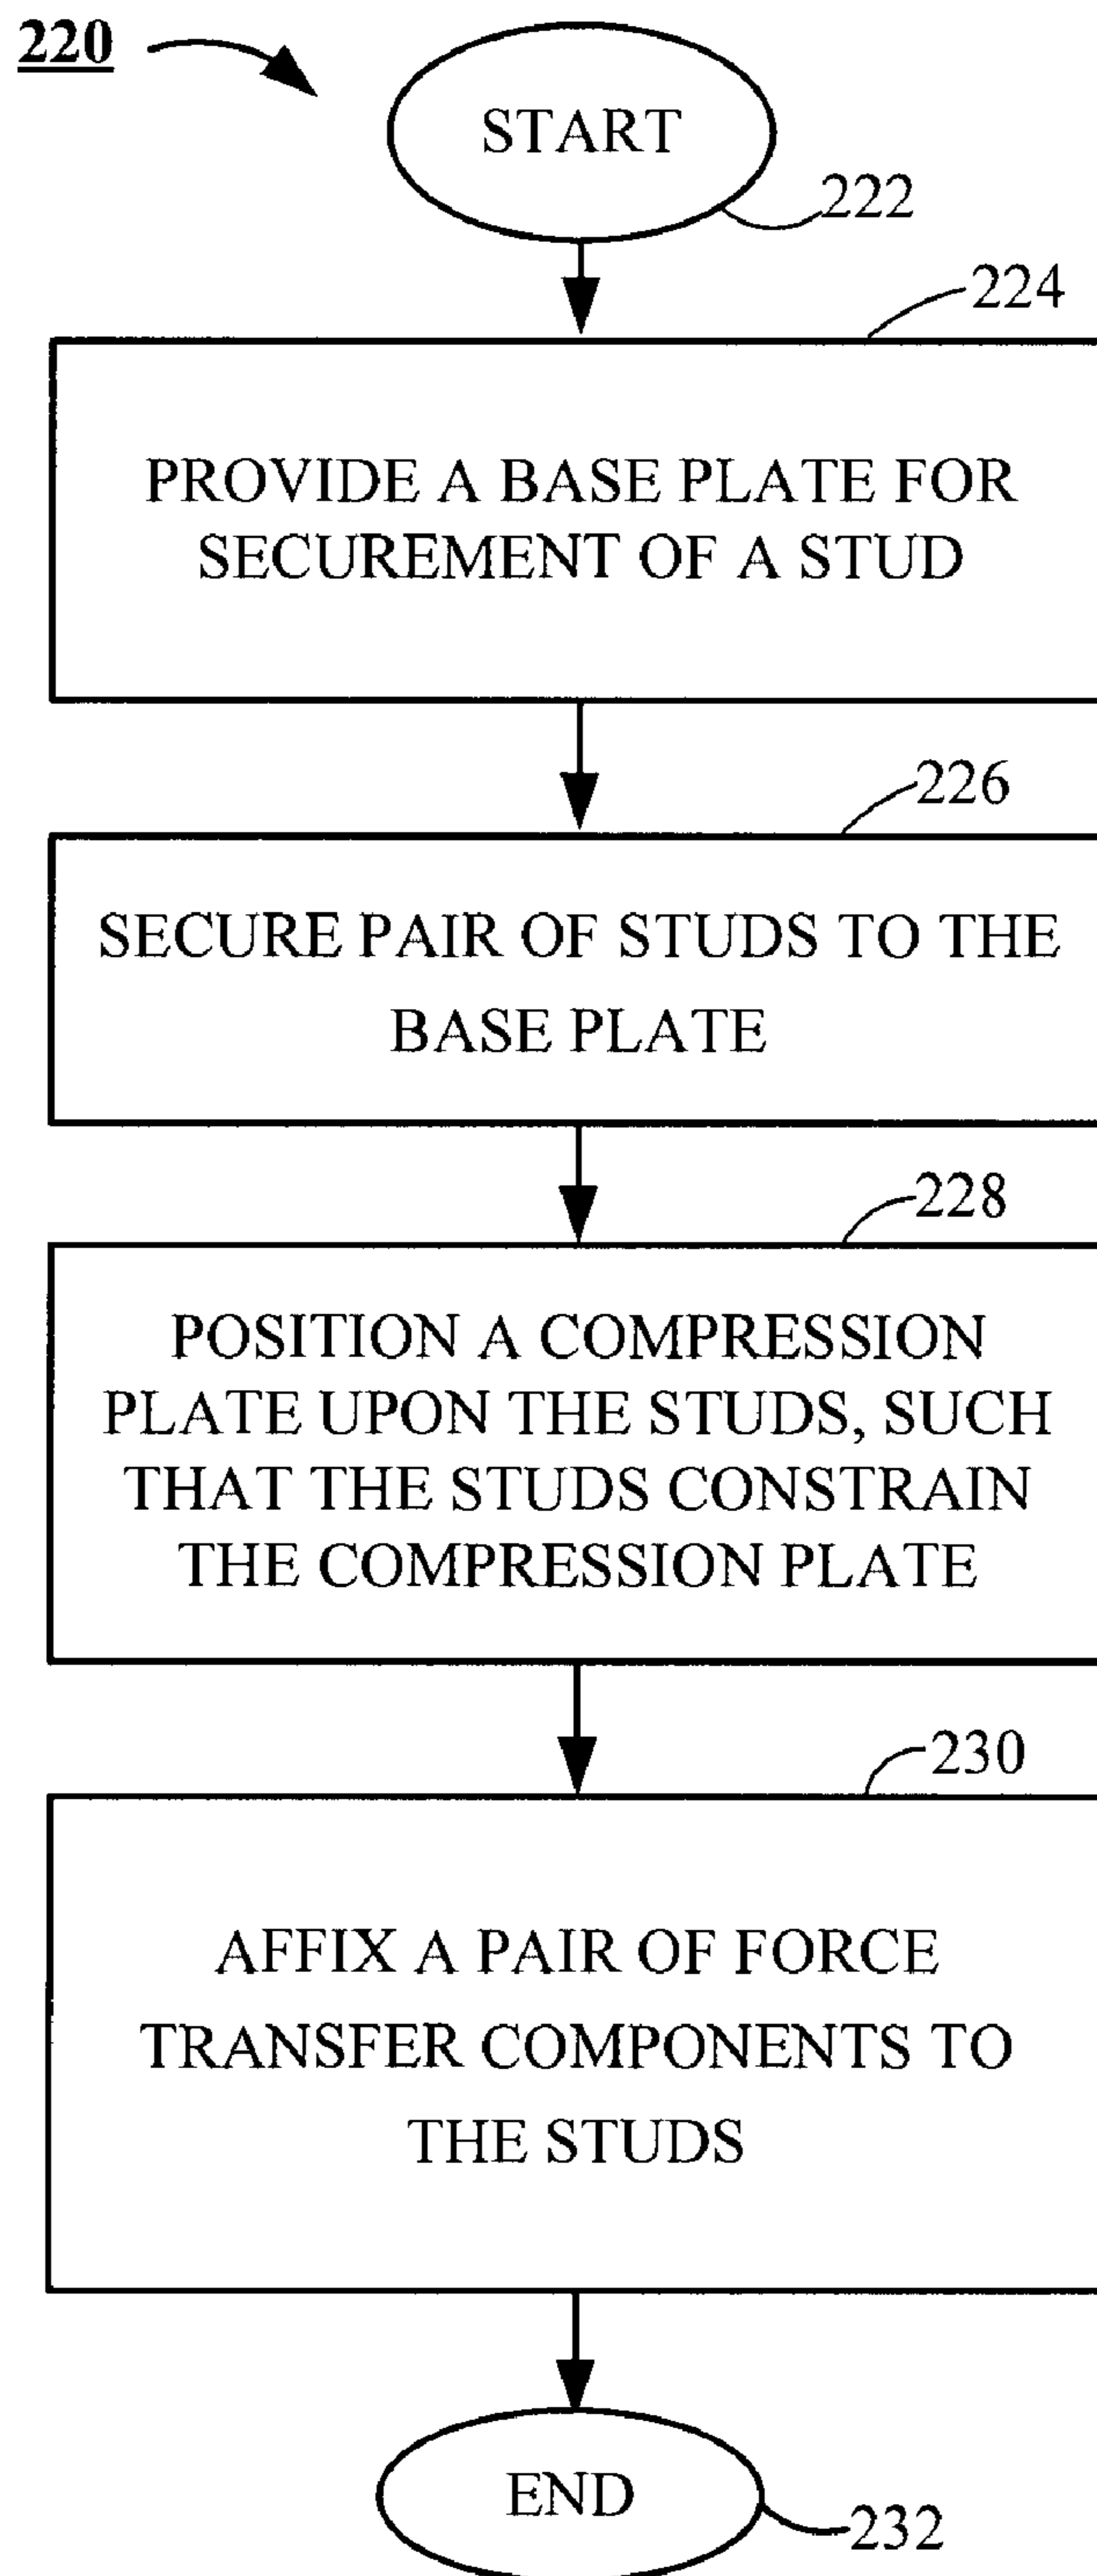 220
START
222
224
PROVIDE A BASE PLATE FOR
SECUREMENT OF A STUD
226
SECURE PAIR OF STUDS TO THE
BASE PLATE
228
POSITION A COMPRESSION
PLATE UPON THE STUDS, SUCH
THAT THE STUDS CONSTRAIN
THE COMPRESSION PLATE
230
AFFIX A PAIR OF FORCE
TRANSFER COMPONENTS TO
THE STUDS
END
232